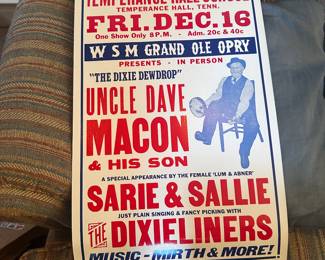 TEMPERANCE HALL SCHOOL
TEMPERANCE HALL, TENN.
FRI. DEC. 16
One Show Only 8 P.M. - Adm. 20c & 40c
WSM GRAND OLE OPRY
PRESENTS - IN PERSON
"THE DIXIE DEWDROP"
UNCLE DAVE
MACON
& HIS SON
A SPECIAL APPEARANCE BY THE FEMALE 'LUM & ABNER'
SARIE & SALLIE
JUST PLAIN SINGING & FANCY PICKING WITH
THE DIXIELINERS
MUSIC - MIRTH & MORE!